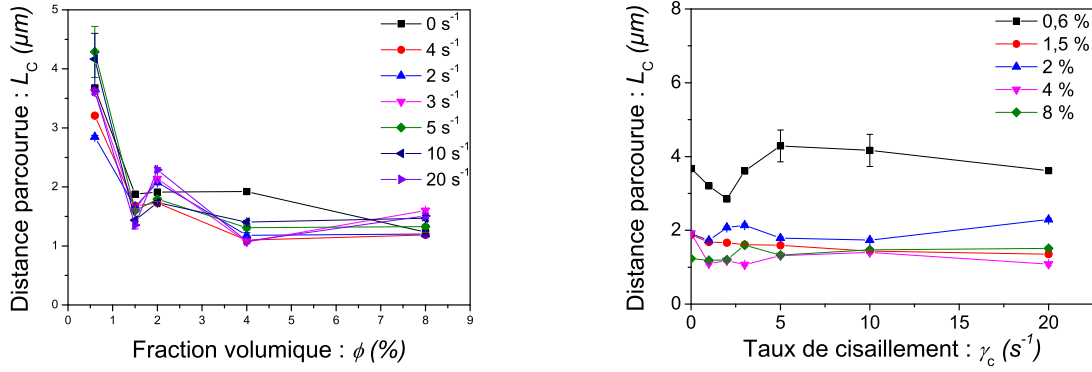 5
4
3
2
1
0
0 1 2 3 4 5 6 7 8 9
Distance parcourue : L_C (µm)
Fraction volumique : ϕ (%)
0 s⁻¹
4 s⁻¹
2 s⁻¹
3 s⁻¹
5 s⁻¹
10 s⁻¹
20 s⁻¹
8
6
4
2
0
0 5 10 15 20
Distance parcourue : L_C (µm)
Taux de cisaillement : γ_c (s⁻¹)
0,6 %
1,5 %
2 %
4 %
8 %